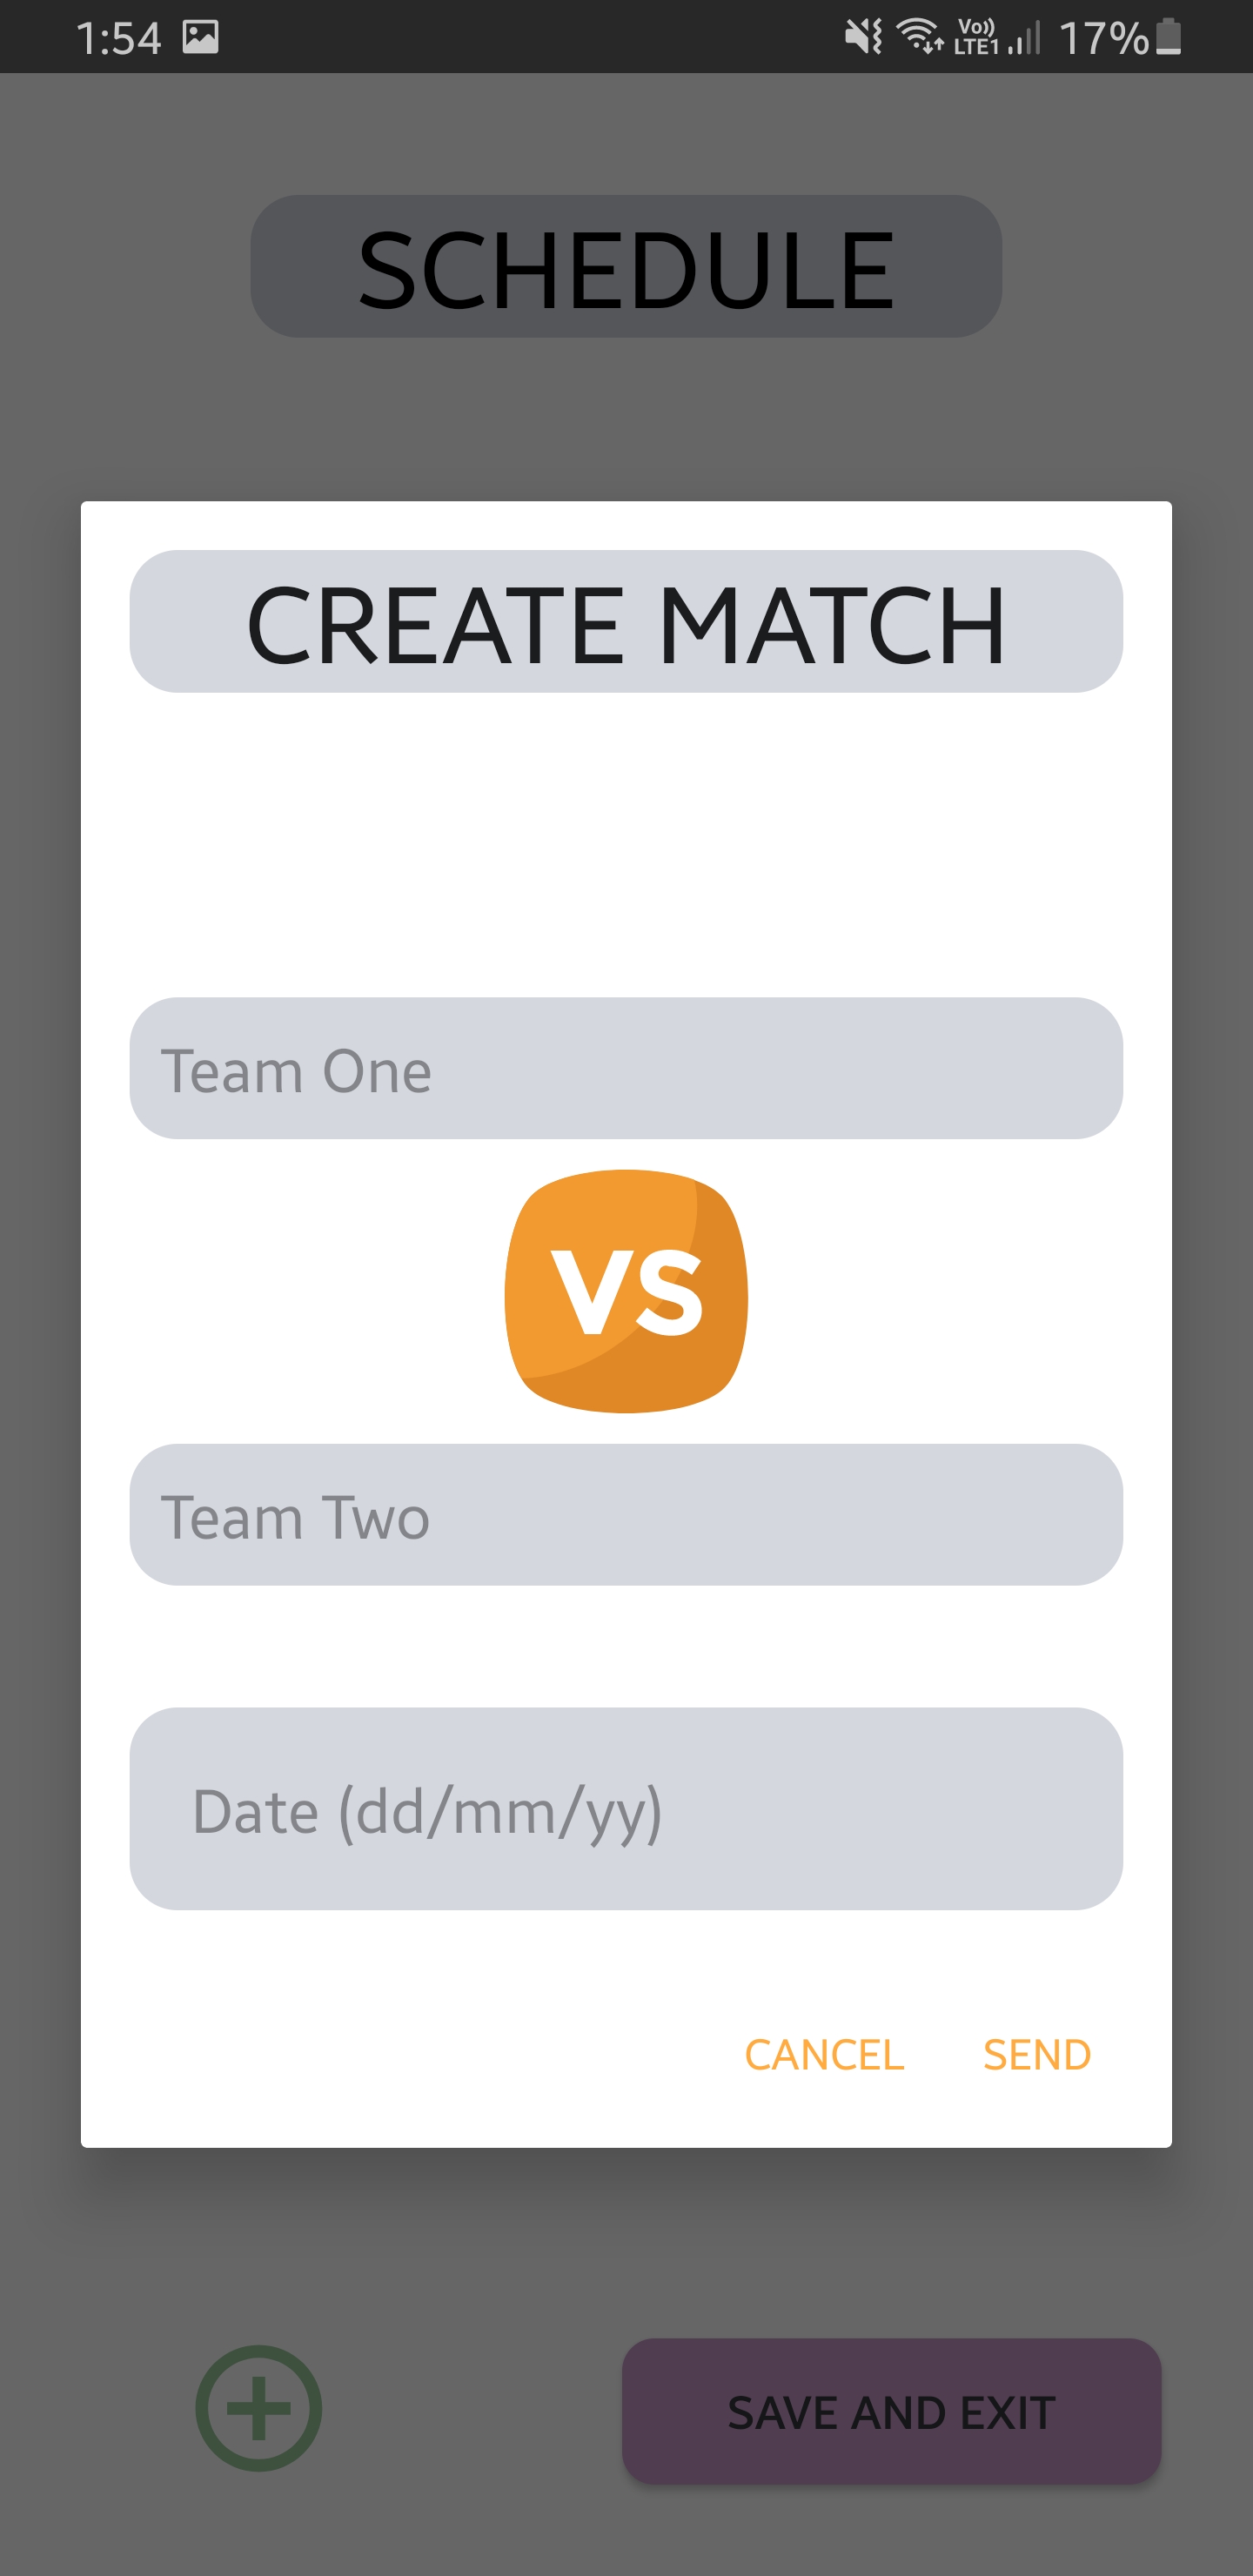 1:54 Vo)) LTE1 17%
SCHEDULE
CREATE MATCH
Team One
VS
Team Two
Date (dd/mm/yy)
CANCEL SEND
SAVE AND EXIT